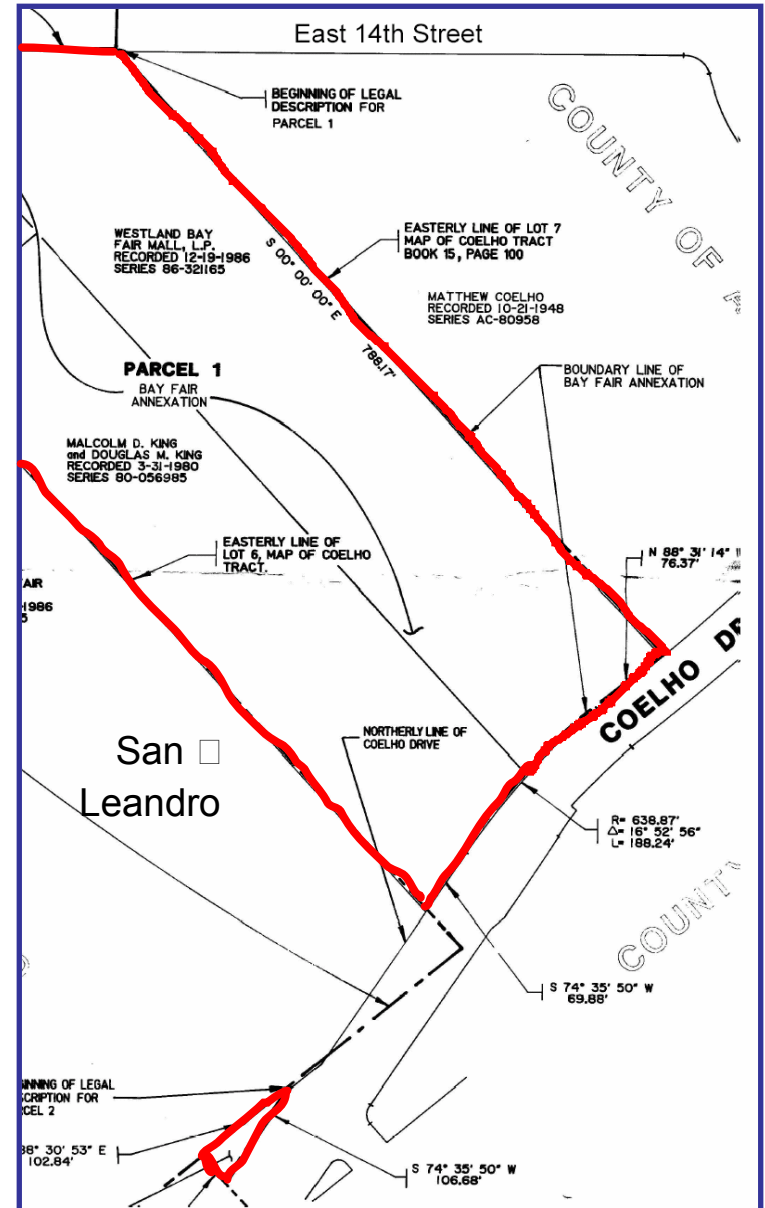 East 14th Street
BEGINNING OF LEGAL
DESCRIPTION FOR
PARCEL 1
COUNTY OF
WESTLAND BAY
FAIR MALL, L.P.
RECORDED 12-19-1986
SERIES 86-321165
EASTERLY LINE OF LOT 7
MAP OF COELHO TRACT
BOOK 15, PAGE 100
S 00° 00' 00" E
788.17'
MATTHEW COELHO
RECORDED 10-21-1948
SERIES AC-80958
PARCEL 1
BAY FAIR
ANNEXATION
BOUNDARY LINE OF
BAY FAIR ANNEXATION
MALCOLM D. KING
and DOUGLAS M. KING
RECORDED 3-31-1980
SERIES 80-056985
EASTERLY LINE OF
LOT 6, MAP OF COELHO
TRACT.
N 88° 31' 14"
76.37'
AIR
1986
5
COELHO DR
San
Leandro
NORTHERLY LINE OF
COELHO DRIVE
R= 638.87'
Δ= 16° 52' 56"
L= 188.24'
COUNTY
S 74° 35' 50" W
69.88'
INNING OF LEGAL
SCRIPTION FOR
RCEL 2
38° 30' 53" E
102.84'
S 74° 35' 50" W
106.68'